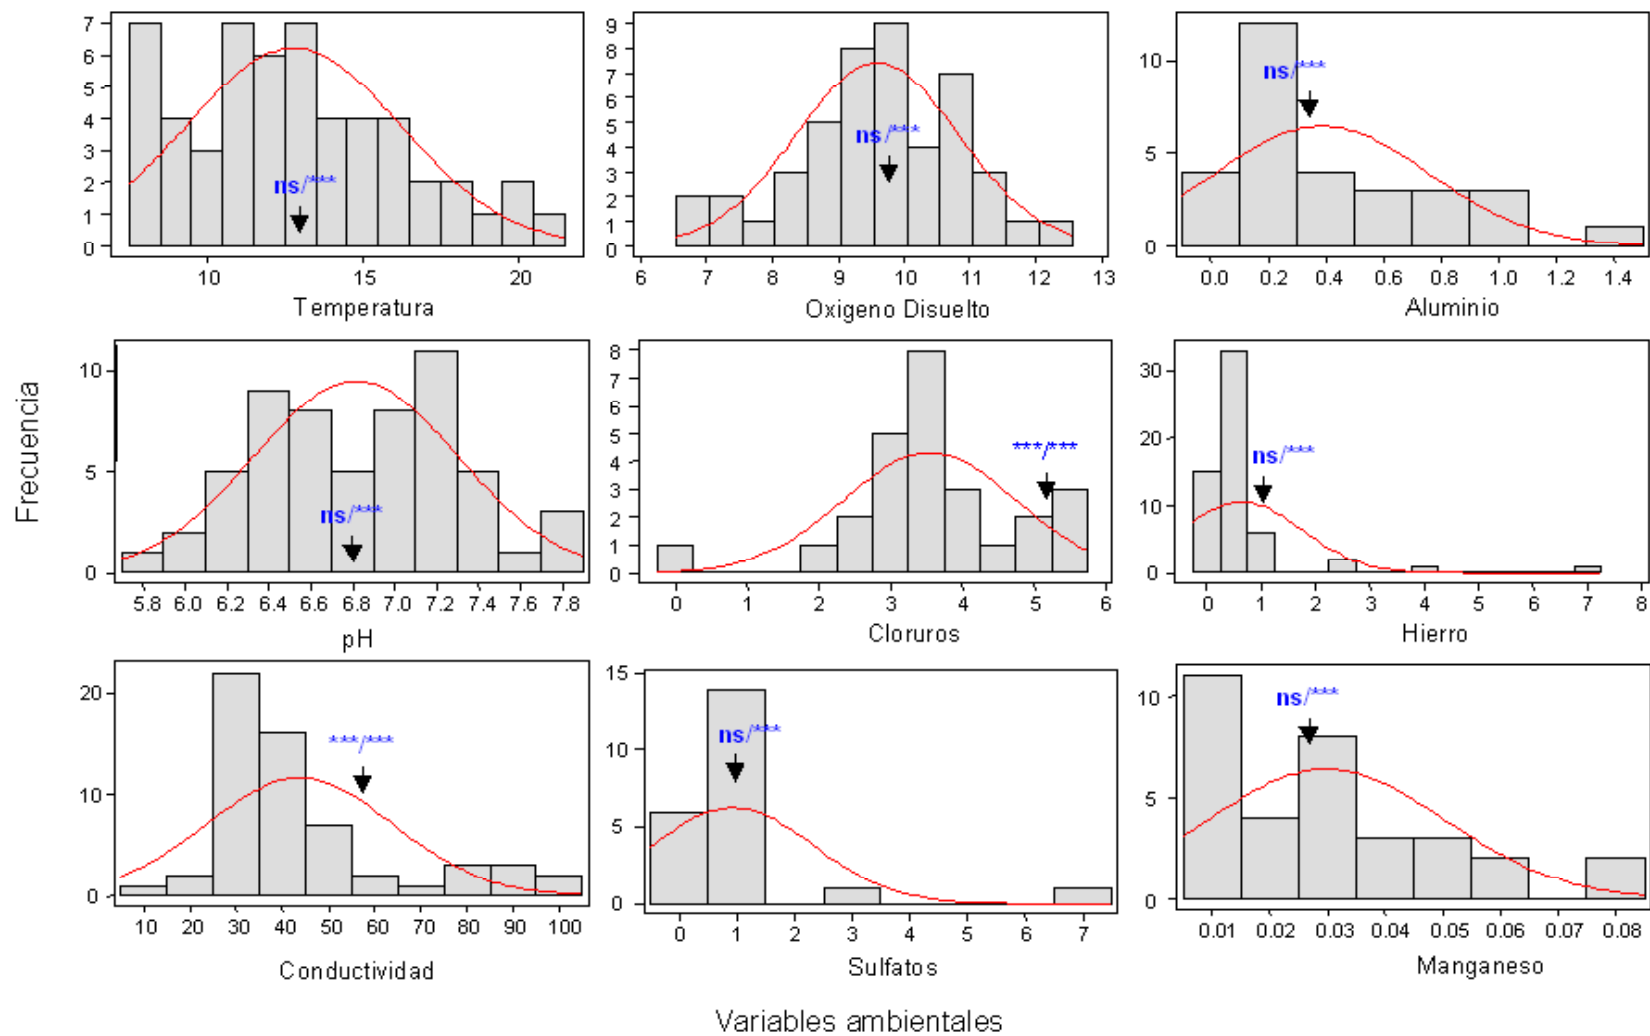 Frecuencia
7
6
5
4
3
2
1
0
ns/***
10 15 20
Temperatura
9
8
7
6
5
4
3
2
1
0
ns/***
6 7 8 9 10 11 12 13
Oxigeno Disuelto
10
5
0
ns/***
0.0 0.2 0.4 0.6 0.8 1.0 1.2 1.4
Aluminio
10
5
0
ns/***
5.8 6.0 6.2 6.4 6.6 6.8 7.0 7.2 7.4 7.6 7.8
pH
8
7
6
5
4
3
2
1
0
***/***
0 1 2 3 4 5 6
Cloruros
30
20
10
0
ns/***
0 1 2 3 4 5 6 7 8
Hierro
20
10
0
***/***
10 20 30 40 50 60 70 80 90 100
Conductividad
15
10
5
0
ns/***
0 1 2 3 4 5 6 7
Sulfatos
10
5
0
ns/***
0.01 0.02 0.03 0.04 0.05 0.06 0.07 0.08
Manganeso
Variables ambientales